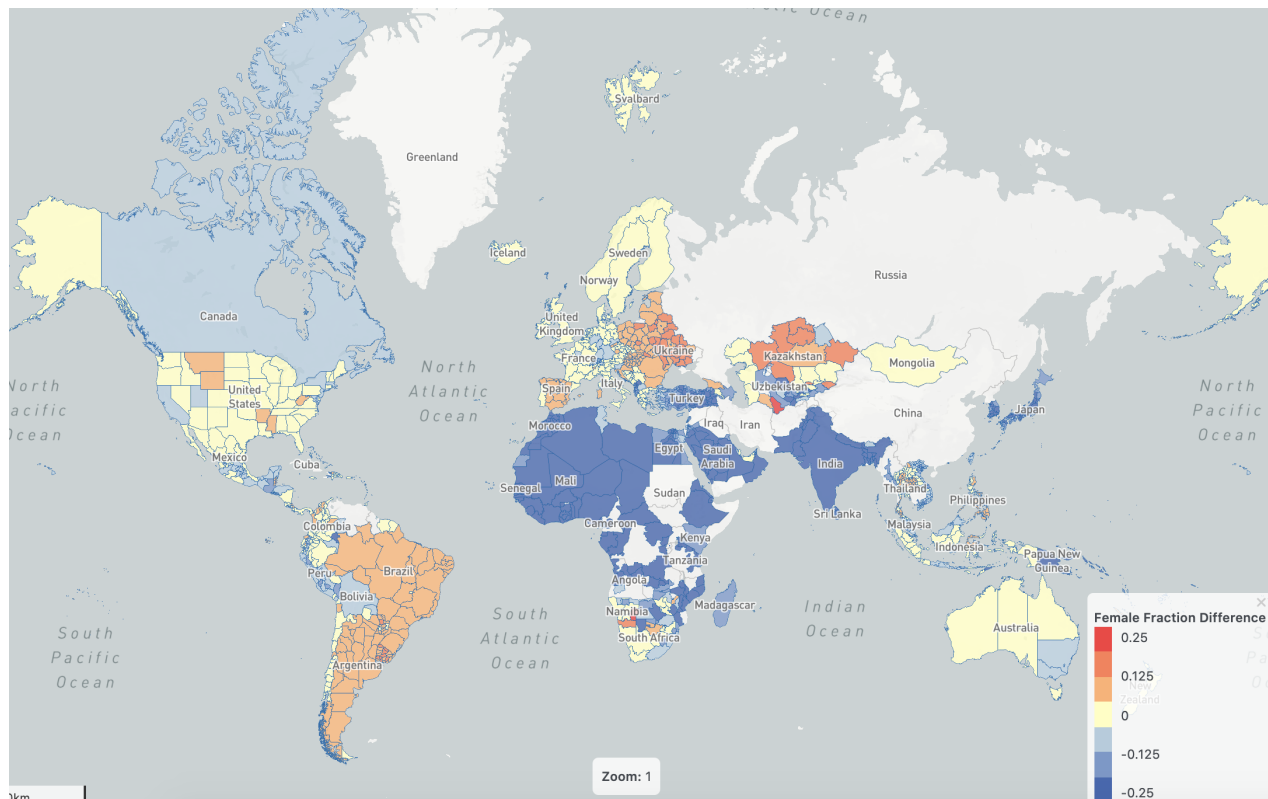 Ocean
Svalbard
Greenland
Iceland
Sweden
Norway
Russia
Canada
United
Kingdom
France
Ukraine
Kazakhstan
Mongolia
North
Atlantic
Ocean
North
Pacific
Ocean
United
States
Spain
Italy
Turkey
Uzbekistan
China
Japan
Morocco
Iraq
Iran
Mexico
Cuba
Egypt
Saudi
Arabia
India
Senegal
Mali
Sudan
Thailand
Philippines
Sri Lanka
Colombia
Cameroon
Kenya
Malaysia
Indonesia
Papua New
Guinea
Peru
Brazil
Tanzania
Angola
Bolivia
Namibia
Madagascar
South Africa
Australia
South
Pacific
Ocean
South
Atlantic
Ocean
Indian
Ocean
Argentina
Female Fraction Difference
0.25
0.125
0
-0.125
-0.25
New
Zealand
Zoom: 1